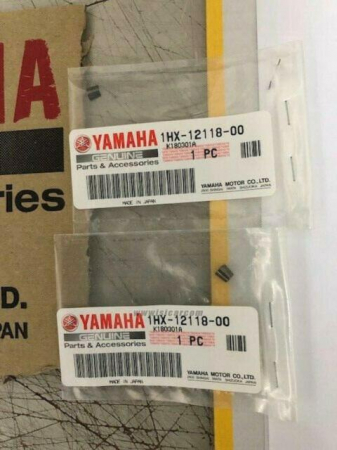 HA
ries
D.
PAN
YAMAHA
GENUINE
Parts & Accessories
1HX-12118-00
K180301A
1 PC
MADE IN JAPAN
YAMAHA MOTOR CO.,LTD.
YAMAHA
GENUINE
Parts & Accessories
1HX-12118-00
K180301A
1 PC
MADE IN JAPAN
YAMAHA MOTOR CO.,LTD.